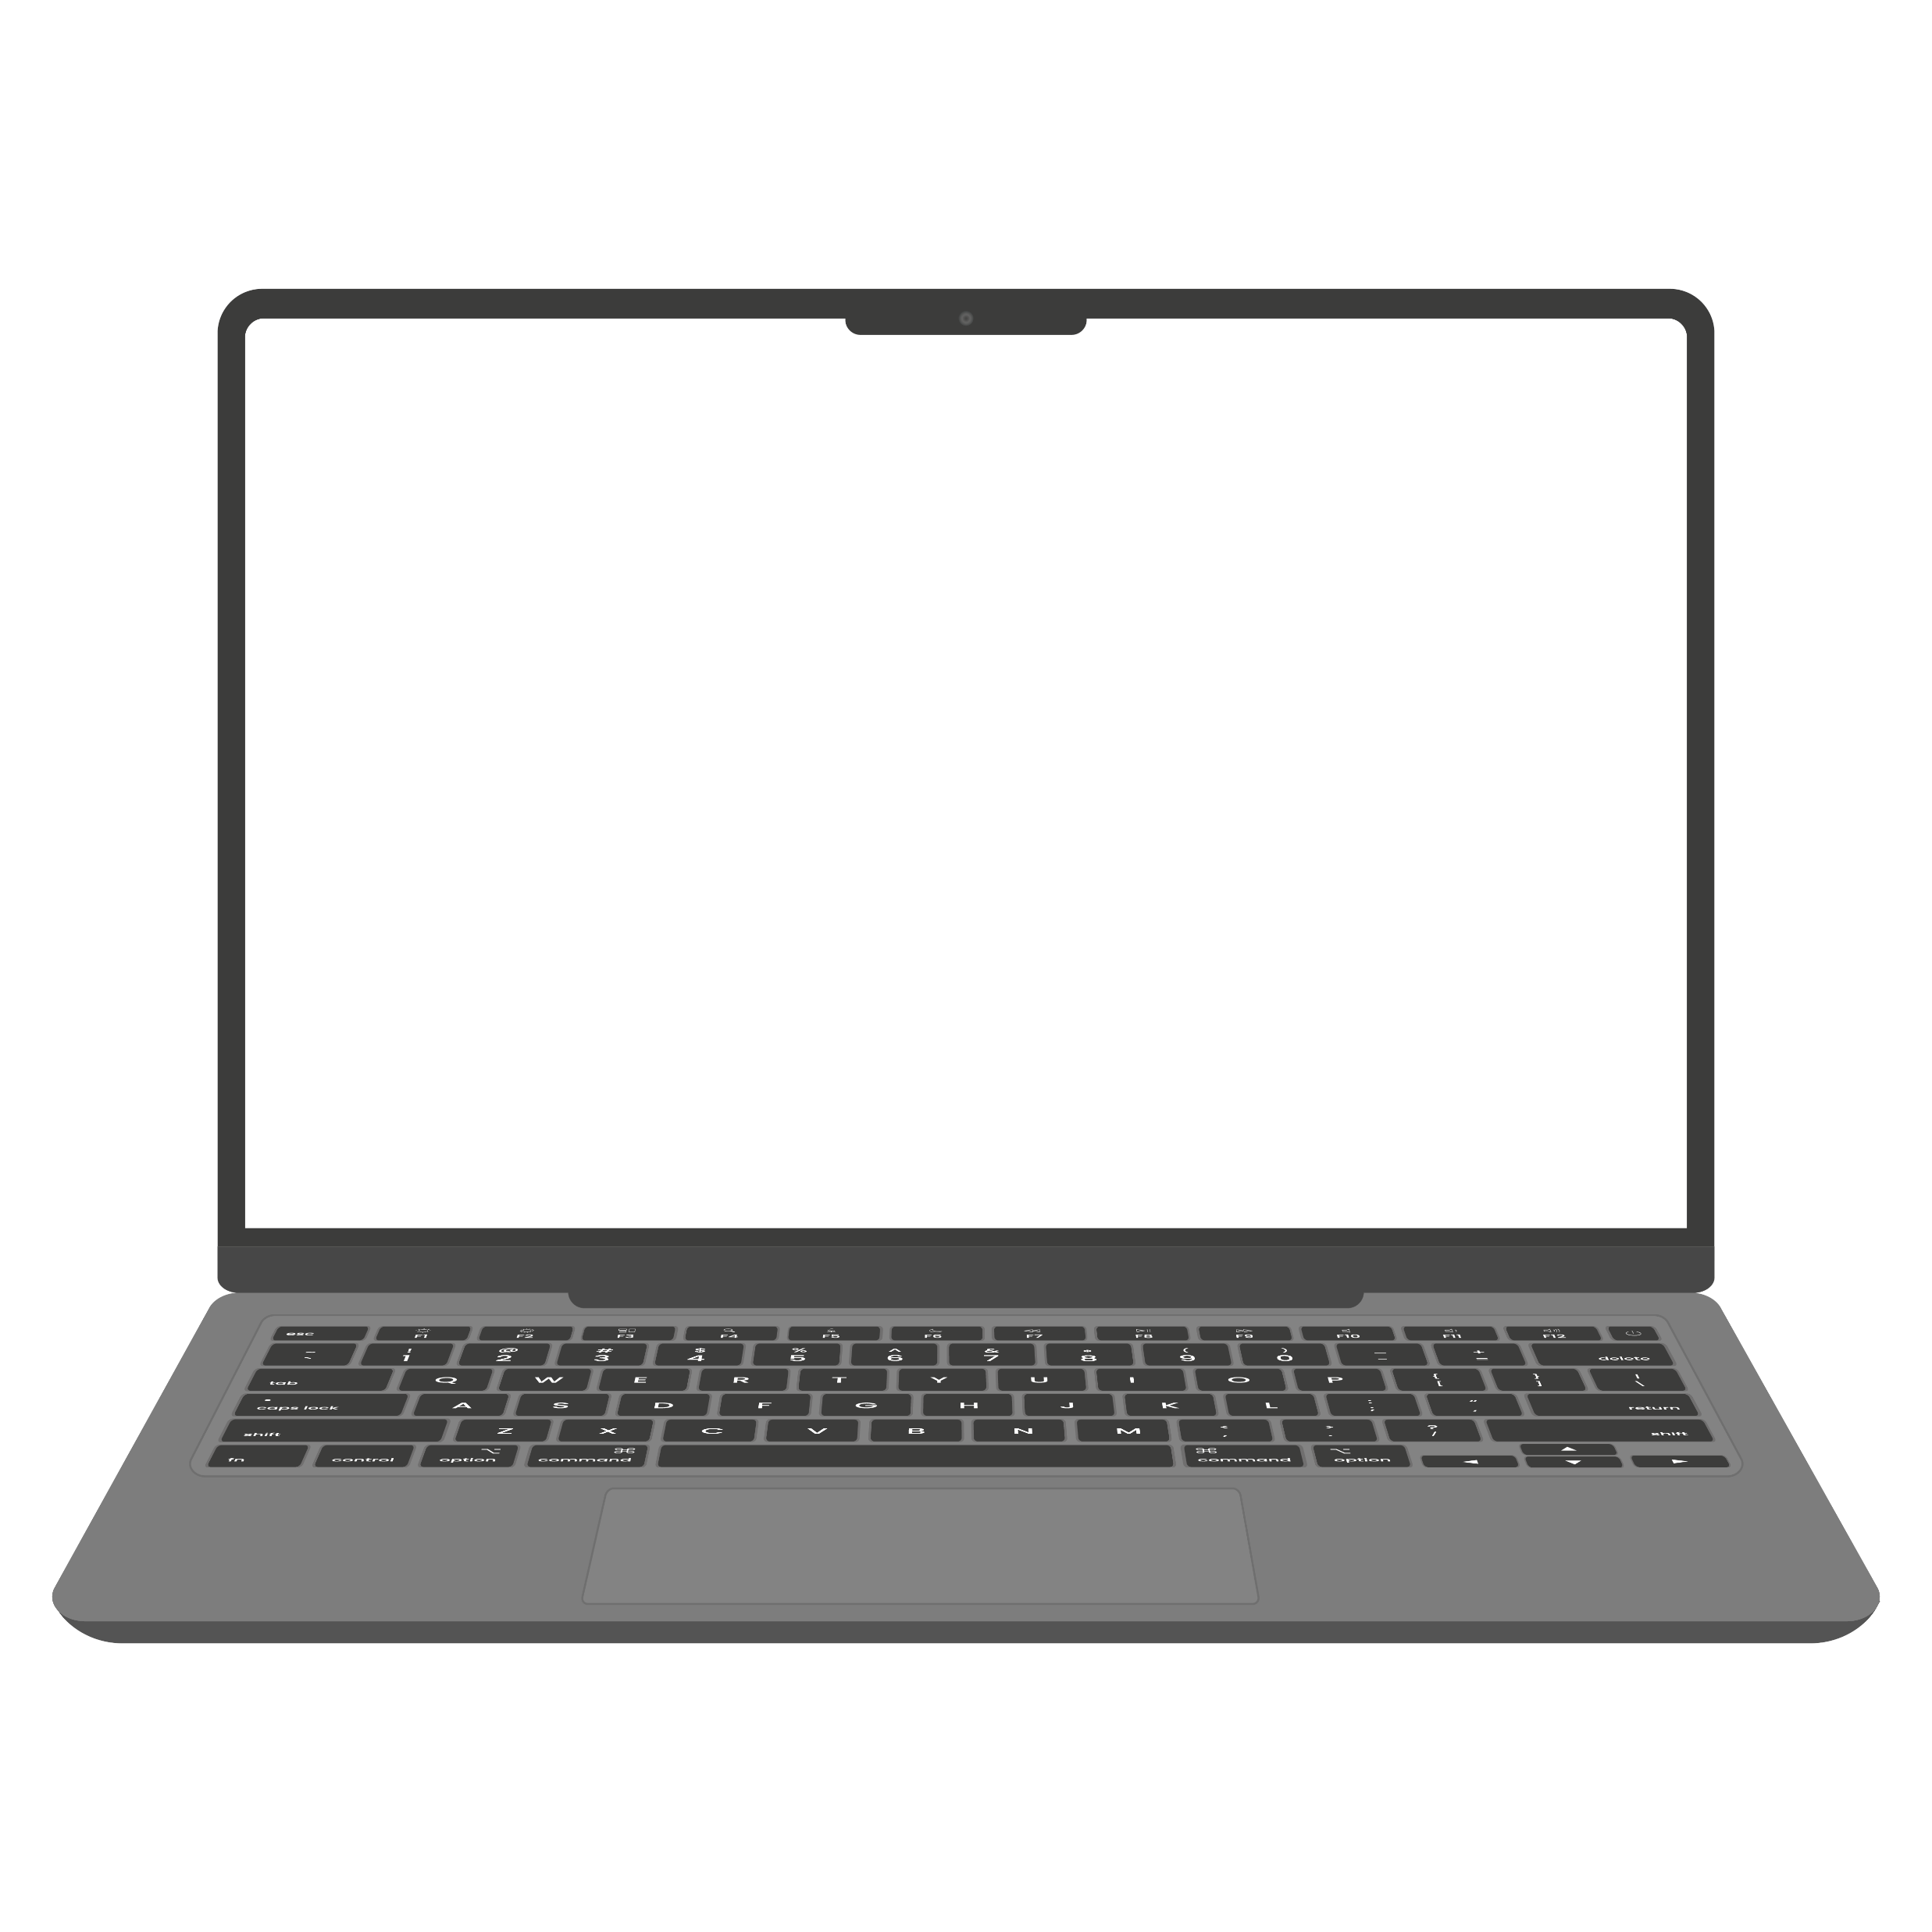 esc F1 F2 F3 F4 F5 F6 F7 F8 F9 F10 F11 F12
~ ! @ # $ % ^ & * ( ) — +
` 1 2 3 4 5 6 7 8 9 0 - = delete
tab Q W E R T Y U I O P { [ } ] | \
caps lock A S D F G H J K L : ; " ' return
shift Z X C V B N M < , > . ? / shift
fn control option ⌥ command ⌘ ⌘ command option ⌥ ◀ ▲ ▼ ▶